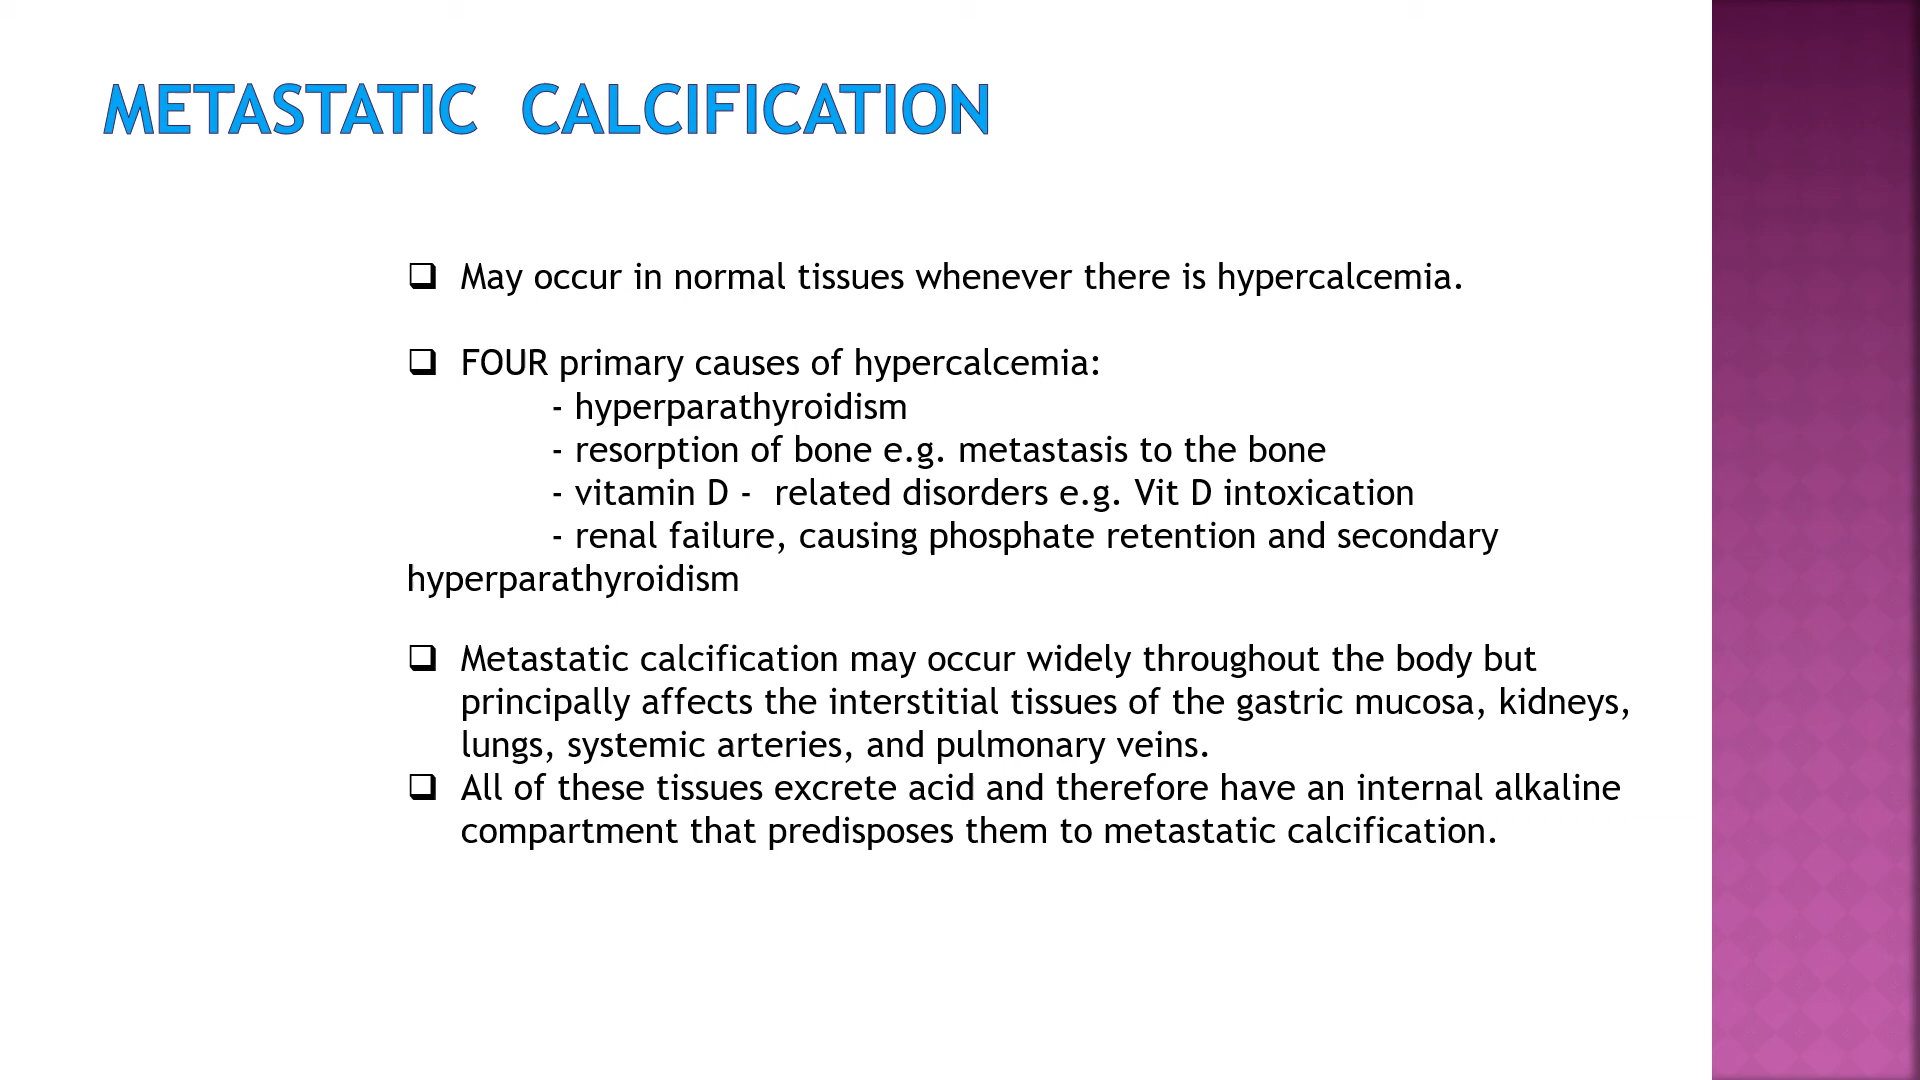 METASTATIC CALCIFICATION
❑ May occur in normal tissues whenever there is hypercalcemia.
❑ FOUR primary causes of hypercalcemia:
- hyperparathyroidism
- resorption of bone e.g. metastasis to the bone
- vitamin D - related disorders e.g. Vit D intoxication
- renal failure, causing phosphate retention and secondary
hyperparathyroidism
❑ Metastatic calcification may occur widely throughout the body but
principally affects the interstitial tissues of the gastric mucosa, kidneys,
lungs, systemic arteries, and pulmonary veins.
❑ All of these tissues excrete acid and therefore have an internal alkaline
compartment that predisposes them to metastatic calcification.